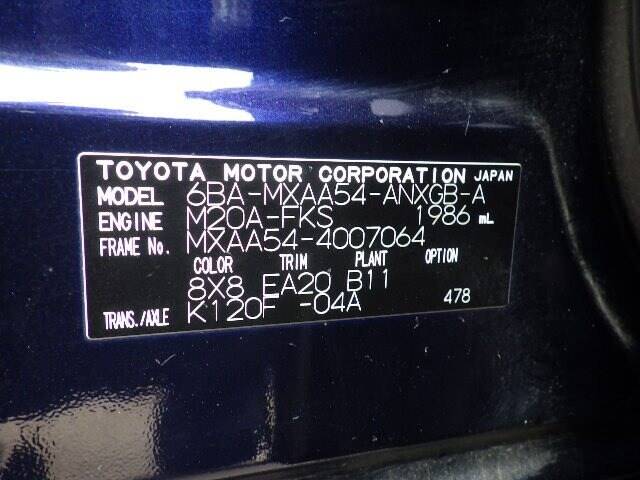 TOYOTA MOTOR CORPORATION JAPAN
MODEL 6BA-MXAA54-ANXGB-A
ENGINE M20A-FKS 1986 mL
FRAME No. MXAA54-4007064
COLOR TRIM PLANT OPTION
8X8 EA20 B11
TRANS./AXLE K120F -04A 478